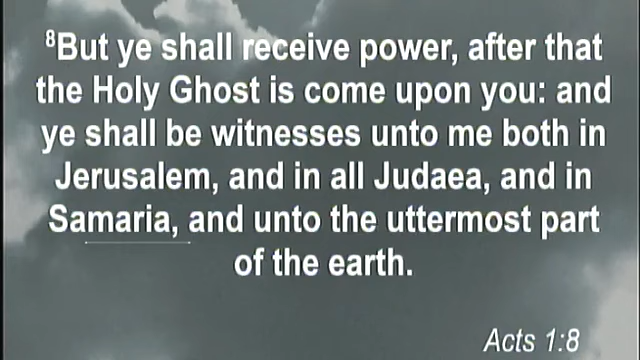 ⁸But ye shall receive power, after that
the Holy Ghost is come upon you: and
ye shall be witnesses unto me both in
Jerusalem, and in all Judaea, and in
Samaria, and unto the uttermost part
of the earth.
Acts 1:8